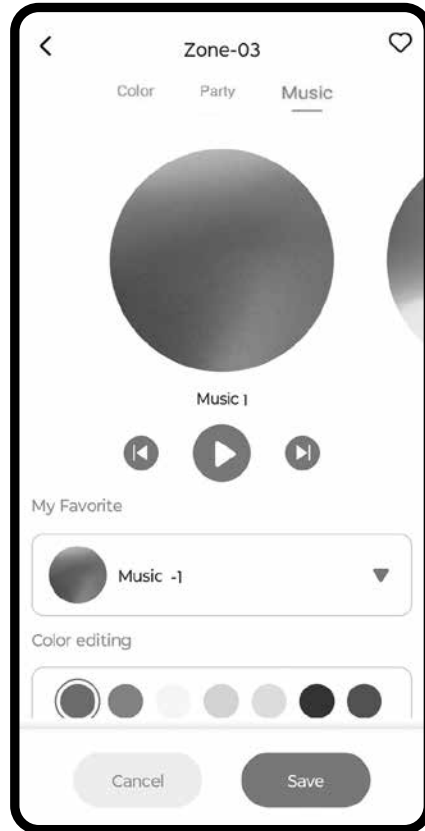 Zone-03
Color Party Music
Music 1
My Favorite
Music -1
Color editing
Cancel Save